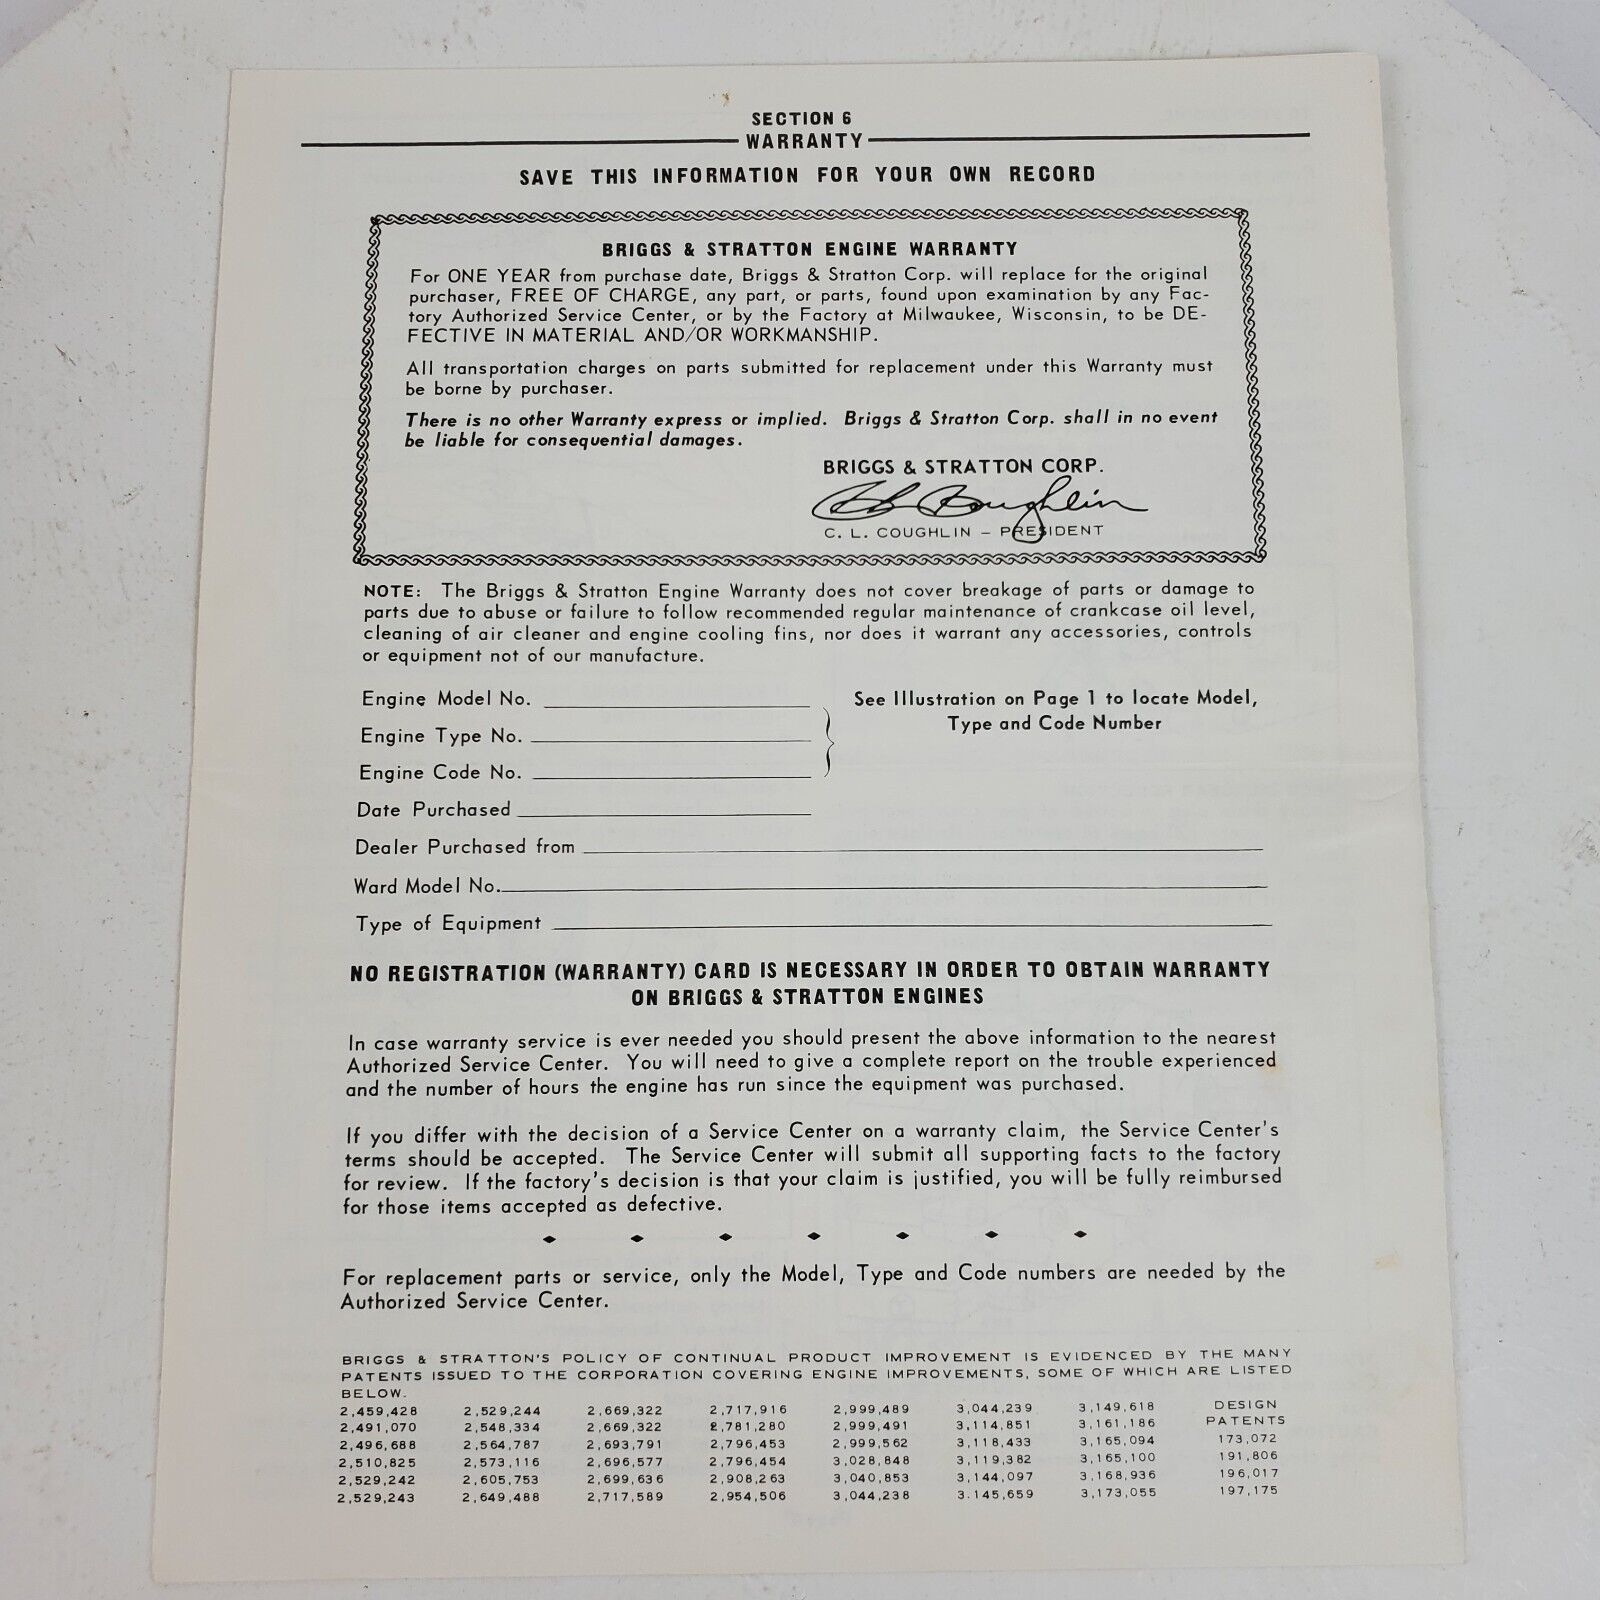 SECTION 6
WARRANTY
SAVE THIS INFORMATION FOR YOUR OWN RECORD
BRIGGS & STRATTON ENGINE WARRANTY
For ONE YEAR from purchase date, Briggs & Stratton Corp. will replace for the original
purchaser, FREE OF CHARGE, any part, or parts, found upon examination by any Fac-
tory Authorized Service Center, or by the Factory at Milwaukee, Wisconsin, to be DE-
FECTIVE IN MATERIAL AND/OR WORKMANSHIP.
All transportation charges on parts submitted for replacement under this Warranty must
be borne by purchaser.
There is no other Warranty express or implied. Briggs & Stratton Corp. shall in no event
be liable for consequential damages.
BRIGGS & STRATTON CORP.
C L Coughlin
C. L. COUGHLIN – PRESIDENT
NOTE: The Briggs & Stratton Engine Warranty does not cover breakage of parts or damage to
parts due to abuse or failure to follow recommended regular maintenance of crankcase oil level,
cleaning of air cleaner and engine cooling fins, nor does it warrant any accessories, controls
or equipment not of our manufacture.
Engine Model No.
Engine Type No.
Engine Code No.
See Illustration on Page 1 to locate Model,
Type and Code Number
Date Purchased
Dealer Purchased from
Ward Model No.
Type of Equipment
NO REGISTRATION (WARRANTY) CARD IS NECESSARY IN ORDER TO OBTAIN WARRANTY
ON BRIGGS & STRATTON ENGINES
In case warranty service is ever needed you should present the above information to the nearest
Authorized Service Center. You will need to give a complete report on the trouble experienced
and the number of hours the engine has run since the equipment was purchased.
If you differ with the decision of a Service Center on a warranty claim, the Service Center's
terms should be accepted. The Service Center will submit all supporting facts to the factory
for review. If the factory's decision is that your claim is justified, you will be fully reimbursed
for those items accepted as defective.
For replacement parts or service, only the Model, Type and Code numbers are needed by the
Authorized Service Center.
BRIGGS & STRATTON'S POLICY OF CONTINUAL PRODUCT IMPROVEMENT IS EVIDENCED BY THE MANY
PATENTS ISSUED TO THE CORPORATION COVERING ENGINE IMPROVEMENTS, SOME OF WHICH ARE LISTED
BELOW.
2,459,428 2,529,244 2,669,322 2,717,916 2,999,489 3,044,239 3,149,618 DESIGN
2,491,070 2,548,334 2,669,322 2,781,280 2,999,491 3,114,851 3,161,186 PATENTS
2,496,688 2,564,787 2,693,791 2,796,453 2,999,562 3,118,433 3,165,094 173,072
2,510,825 2,573,116 2,696,577 2,796,454 3,028,848 3,119,382 3,165,100 191,806
2,529,242 2,605,753 2,699,636 2,908,263 3,040,853 3,144,097 3,168,936 196,017
2,529,243 2,649,488 2,717,589 2,954,506 3,044,238 3.145,659 3,173,055 197,175